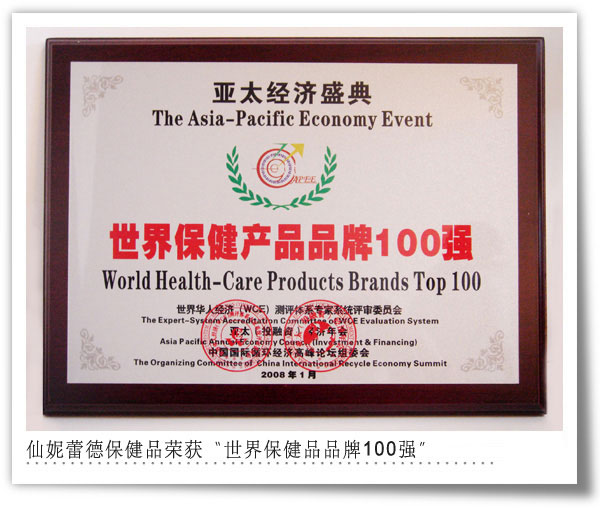 亚太经济盛典
The Asia-Pacific Economy Event
APEE
世界保健产品品牌100强
World Health-Care Products Brands Top 100
世界华人经济（WCE）测评体系专家系统评审委员会
The Expert-System Accreditation Committee of WCE Evaluation System
亚太 投融资 济年会
Asia Pacific Annual Economy Council (Investment & Financing)
中国国际循环经济高峰论坛组委会
The Organizing Committee of China International Recycle Economy Summit
2008年1月
仙妮蕾德保健品荣获“世界保健品品牌100强”